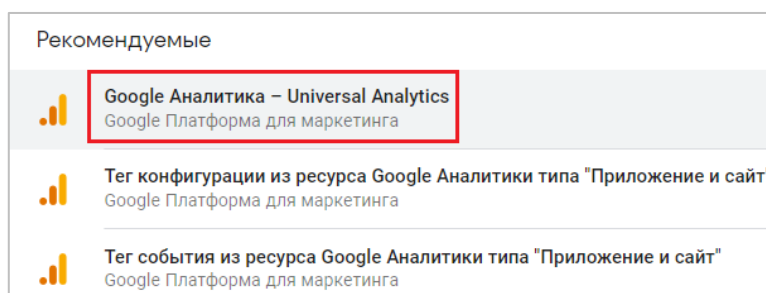 Рекомендуемые
Google Аналитика – Universal Analytics
Google Платформа для маркетинга
Тег конфигурации из ресурса Google Аналитики типа "Приложение и сайт"
Google Платформа для маркетинга
Тег события из ресурса Google Аналитики типа "Приложение и сайт"
Google Платформа для маркетинга